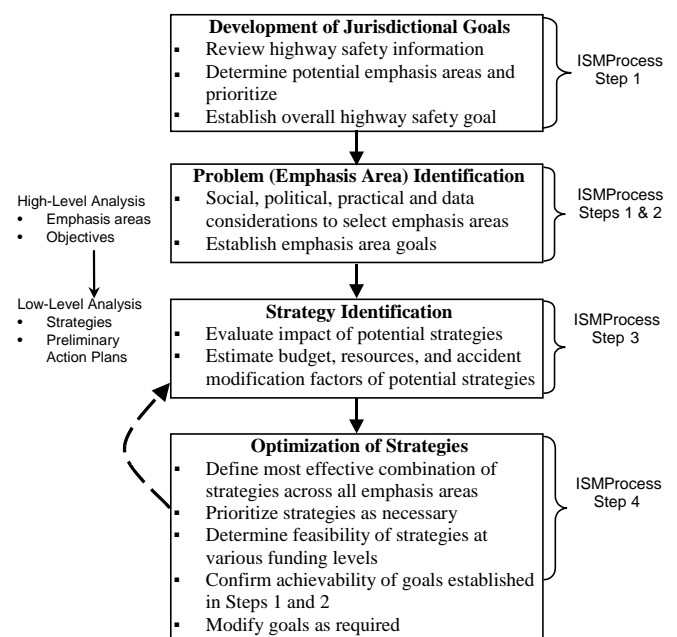 Development of Jurisdictional Goals
▪ Review highway safety information
▪ Determine potential emphasis areas and
prioritize
▪ Establish overall highway safety goal
ISMProcess
Step 1
Problem (Emphasis Area) Identification
▪ Social, political, practical and data
considerations to select emphasis areas
▪ Establish emphasis area goals
ISMProcess
Steps 1 & 2
High-Level Analysis
• Emphasis areas
• Objectives
Low-Level Analysis
• Strategies
• Preliminary
Action Plans
Strategy Identification
▪ Evaluate impact of potential strategies
▪ Estimate budget, resources, and accident
modification factors of potential strategies
ISMProcess
Step 3
Optimization of Strategies
▪ Define most effective combination of
strategies across all emphasis areas
▪ Prioritize strategies as necessary
▪ Determine feasibility of strategies at
various funding levels
▪ Confirm achievability of goals established
in Steps 1 and 2
▪ Modify goals as required
ISMProcess
Step 4